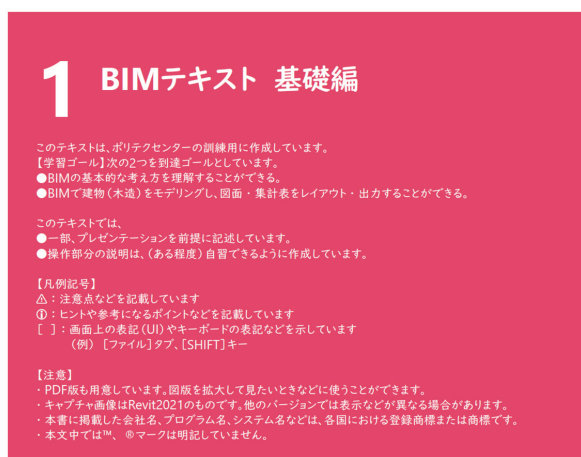 1 BIMテキスト 基礎編
このテキストは、ポリテクセンターの訓練用に作成しています。
【学習ゴール】次の2つを到達ゴールとしています。
●BIMの基本的な考え方を理解することができる。
●BIMで建物(木造)をモデリングし、図面・集計表をレイアウト・出力することができる。
このテキストでは、
●一部、プレゼンテーションを前提に記述しています。
●操作部分の説明は、(ある程度)自習できるように作成しています。
【凡例記号】
⚠:注意点などを記載しています
ⓘ:ヒントや参考になるポイントなどを記載しています
[ ]:画面上の表記(UI)やキーボードの表記などを示しています
(例) [ファイル]タブ、[SHIFT]キー
【注意】
・PDF版も用意しています。図版を拡大して見たいときなどに使うことができます。
・キャプチャ画像はRevit2021のものです。他のバージョンでは表示などが異なる場合があります。
・本書に掲載した会社名、プログラム名、システム名などは、各国における登録商標または商標です。
・本文中では™、®マークは明記していません。